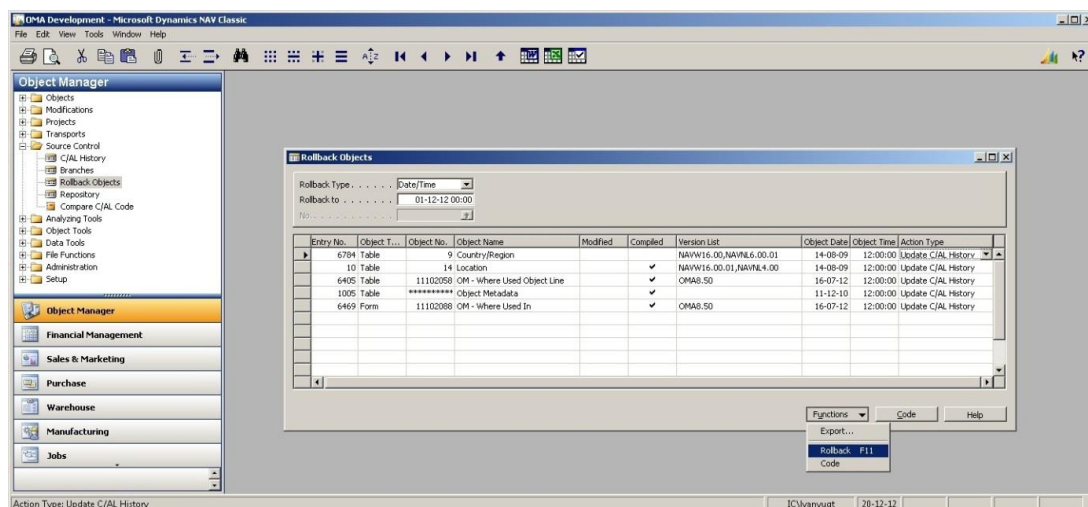 OMA Development - Microsoft Dynamics NAV Classic
File Edit View Tools Window Help
Object Manager
Objects
Modifications
Projects
Transports
Source Control
C/AL History
Branches
Rollback Objects
Repository
Compare C/AL Code
Analyzing Tools
Object Tools
Data Tools
File Functions
Administration
Setup
Object Manager
Financial Management
Sales & Marketing
Purchase
Warehouse
Manufacturing
Jobs
Rollback Objects
Rollback Type . . . . . . Date/Time
Rollback to . . . . . . . 01-12-12 00:00
No. . . . . . . . . . . .
Entry No. Object T... Object No. Object Name Modified Compiled Version List Object Date Object Time Action Type
6784 Table 9 Country/Region NAVW16.00,NAVNL6.00.01 14-08-09 12:00:00 Update C/AL History
10 Table 14 Location ✔ NAVW16.00.01,NAVNL4.00 14-08-09 12:00:00 Update C/AL History
6405 Table 11102058 OM - Where Used Object Line ✔ OMA8.50 16-07-12 12:00:00 Update C/AL History
1005 Table ********** Object Metadata ✔ 11-12-10 12:00:00 Update C/AL History
6469 Form 11102088 OM - Where Used In ✔ OMA8.50 16-07-12 12:00:00 Update C/AL History
Functions Code Help
Export...
Rollback F11
Code
Action Type: Update C/AL History 20-12-12